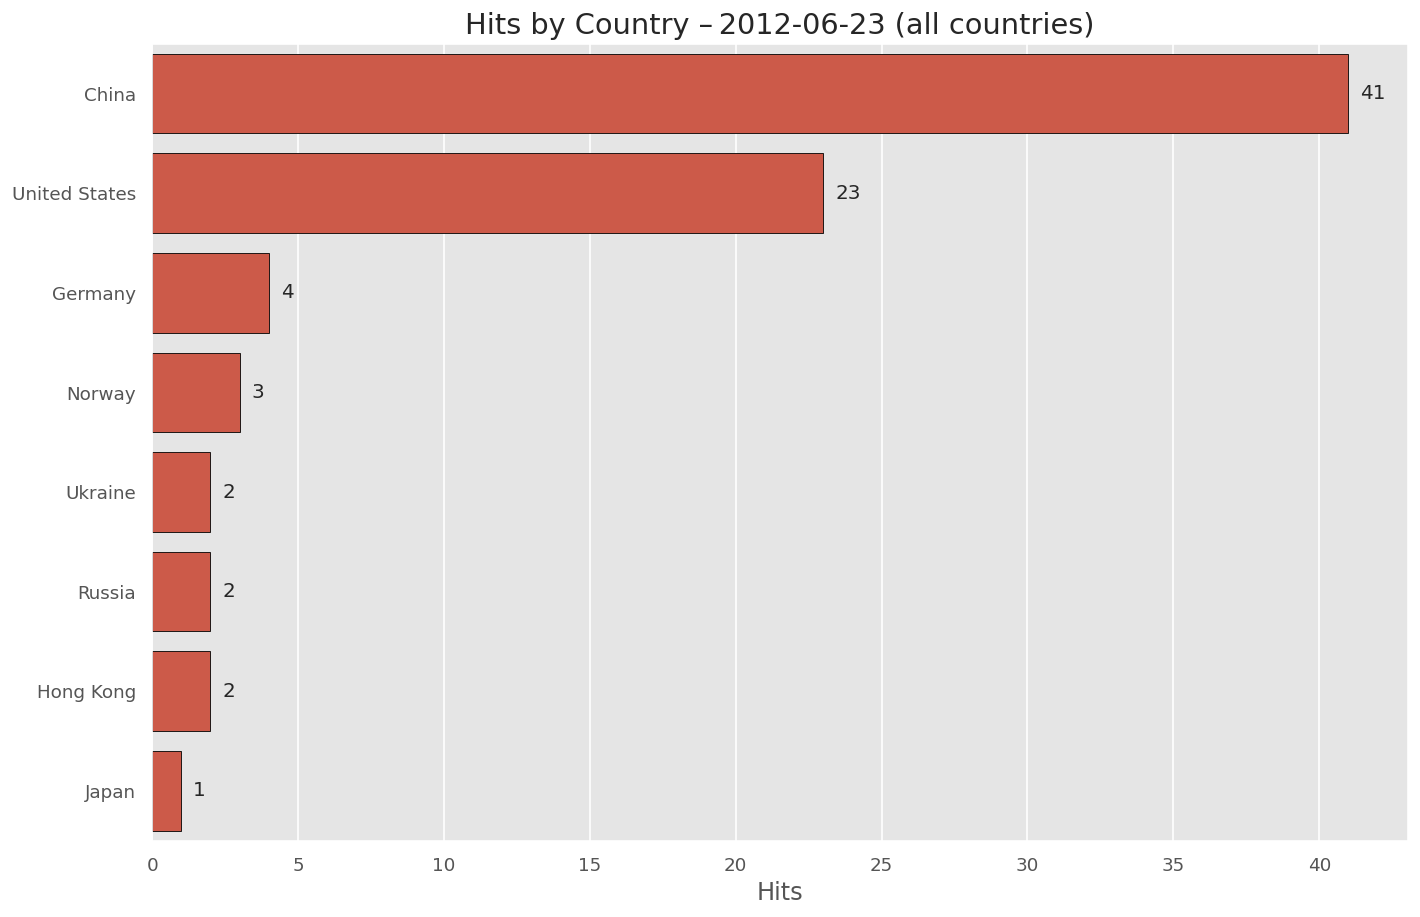 Hits by Country – 2012-06-23 (all countries)
China 41
United States 23
Germany 4
Norway 3
Ukraine 2
Russia 2
Hong Kong 2
Japan 1
0 5 10 15 20 25 30 35 40
Hits